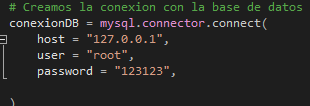 # Creamos la conexion con la base de datos
conexionDB = mysql.connector.connect(
host = "127.0.0.1",
user = "root",
password = "123123",
)